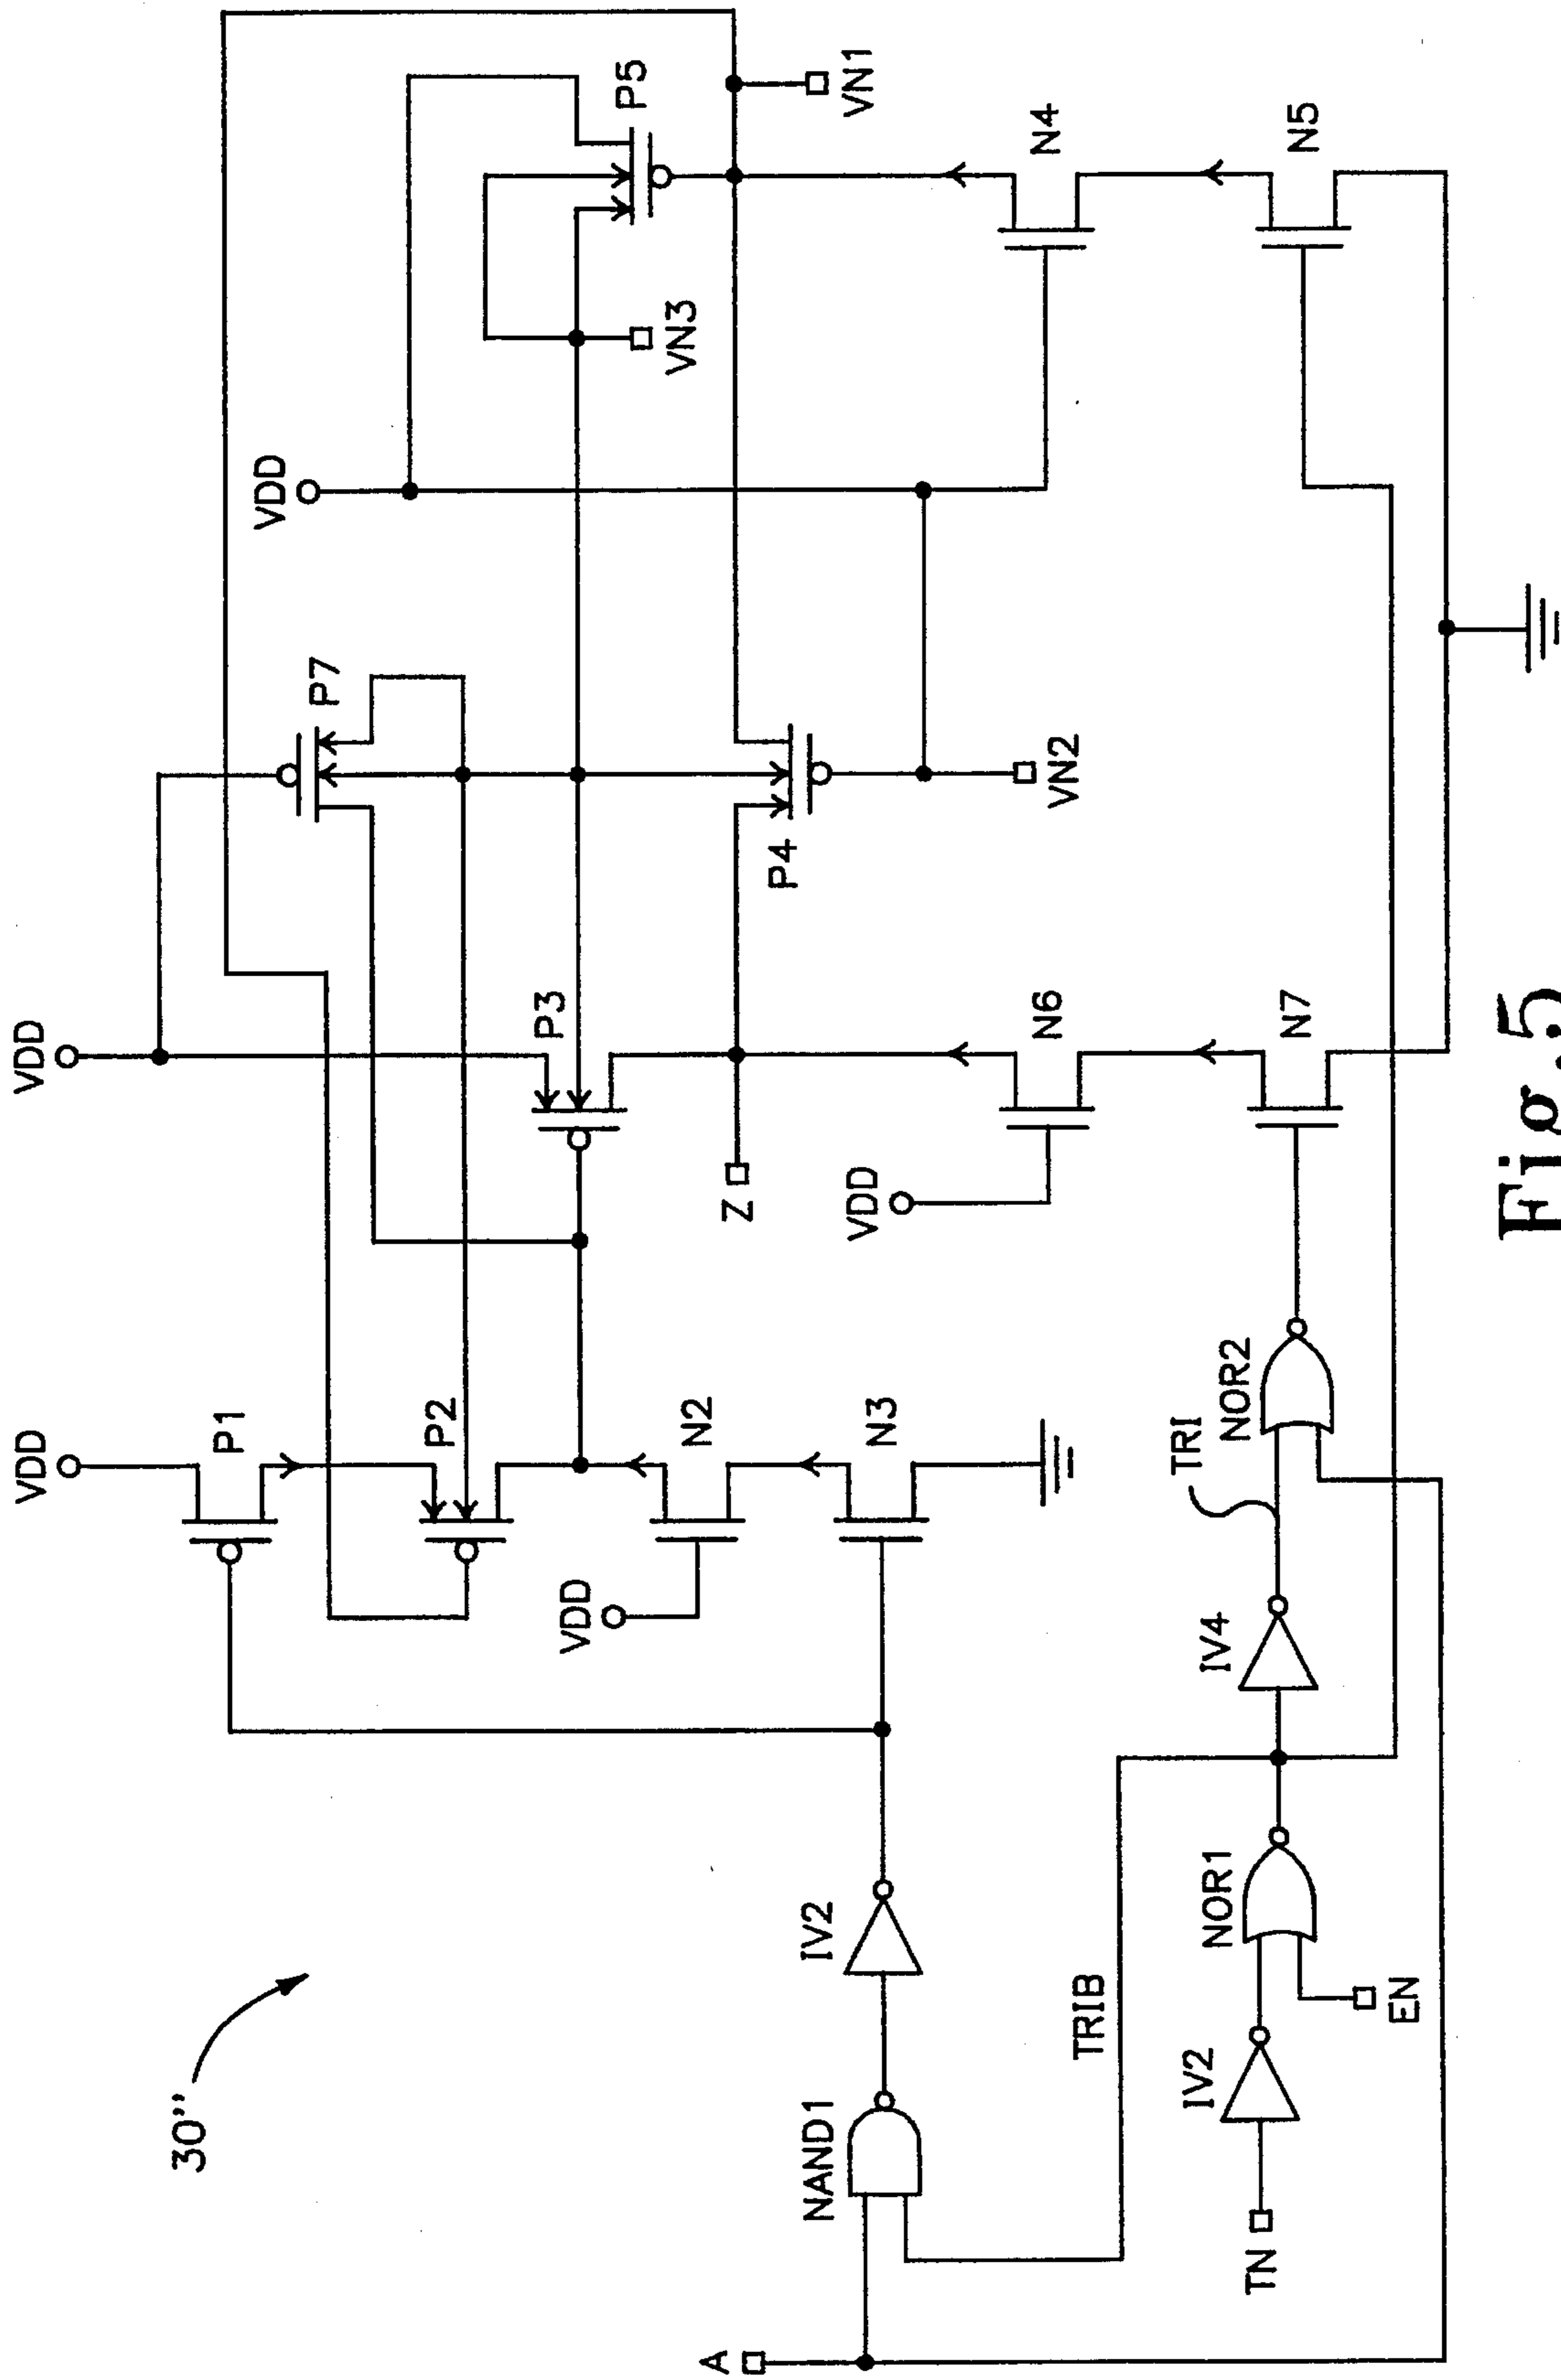 30"
VDD
P1
P2
VDD
N2
N3
VDD
P3
P7
VDD
P5
VN3
VN1
Z
P4
VN2
VDD
N6
N4
N7
N5
A
NAND1
IV2
TRIB
TN
IV2
EN
NOR1
IV4
TRI
NOR2
Fig.5